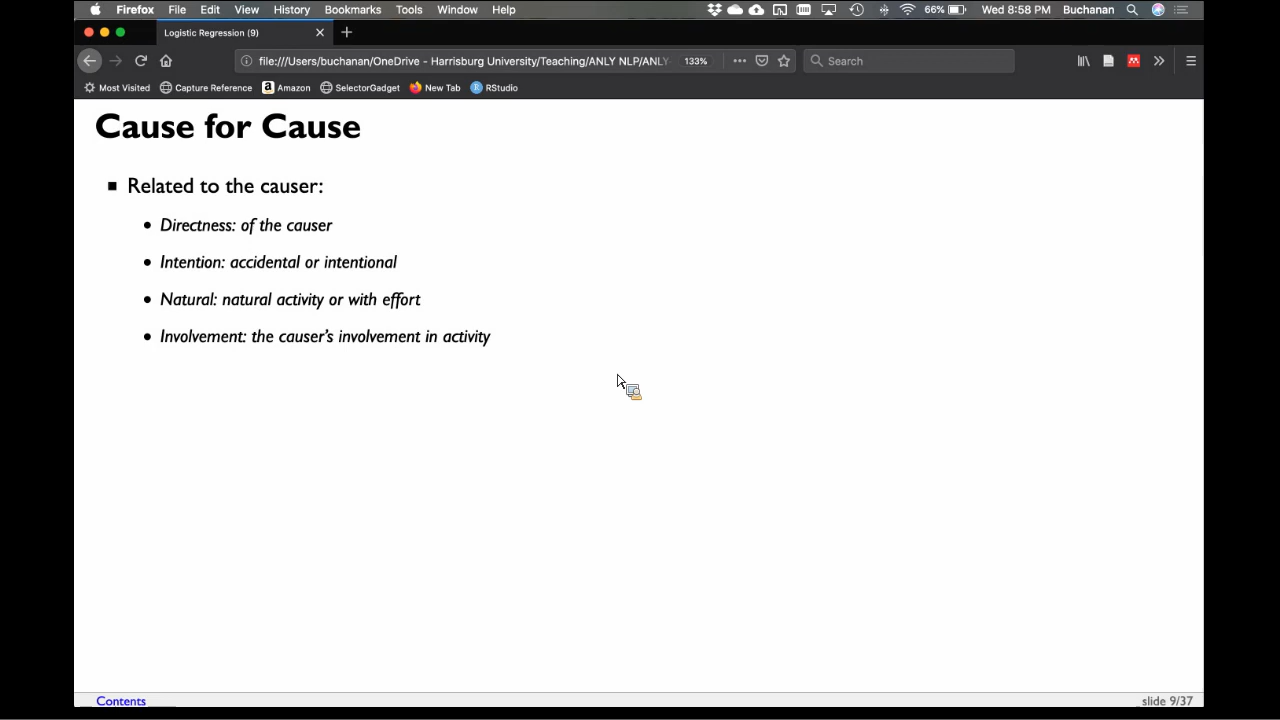 Firefox File Edit View History Bookmarks Tools Window Help 66% Wed 8:58 PM Buchanan
Logistic Regression (9)
file:///Users/buchanan/OneDrive - Harrisburg University/Teaching/ANLY NLP/ANLY 133% Search
Most Visited Capture Reference Amazon SelectorGadget New Tab RStudio
Cause for Cause
Related to the causer:
Directness: of the causer
Intention: accidental or intentional
Natural: natural activity or with effort
Involvement: the causer's involvement in activity
Contents slide 9/37